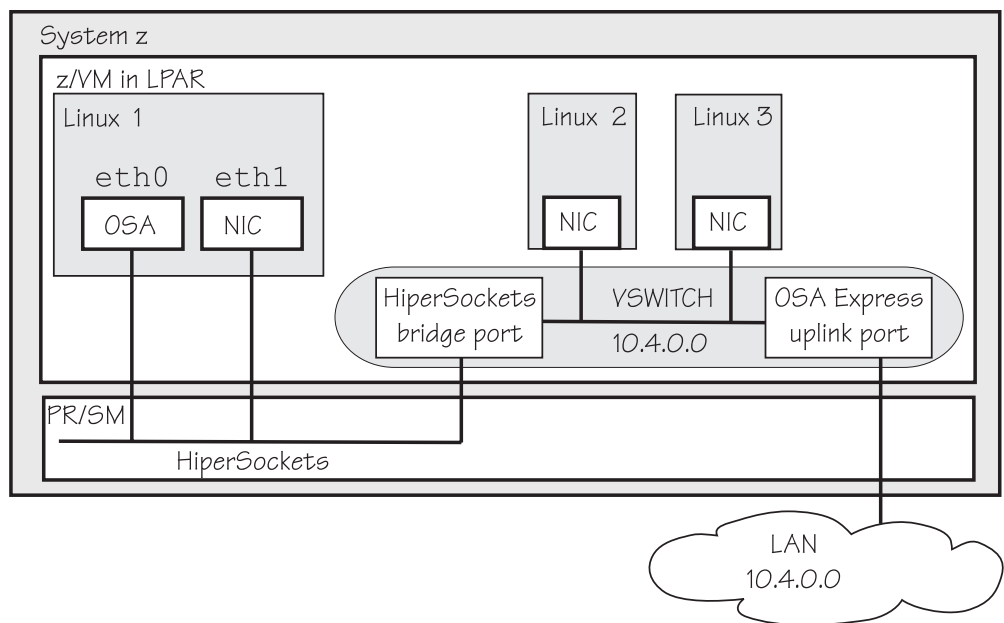 System z
z/VM in LPAR
Linux 1
eth0
eth1
OSA
NIC
Linux 2
NIC
Linux 3
NIC
HiperSockets
bridge port
VSWITCH
10.4.0.0
OSA Express
uplink port
PR/SM
HiperSockets
LAN
10.4.0.0